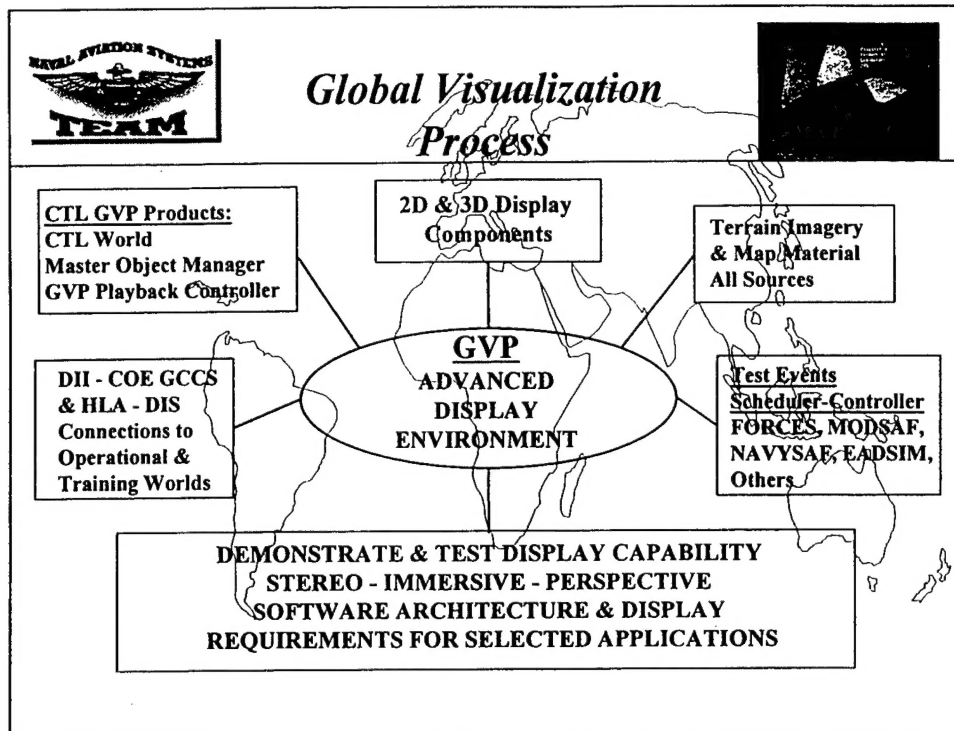 NAVAL AVIATION SYSTEMS
TEAM
Global Visualization
Process
CTL GVP Products:
CTL World
Master Object Manager
GVP Playback Controller
2D & 3D Display
Components
Terrain Imagery
& Map Material
All Sources
DII - COE GCCS
& HLA - DIS
Connections to
Operational &
Training Worlds
GVP
ADVANCED
DISPLAY
ENVIRONMENT
Test Events
Scheduler-Controller
FORCES, MODSAF,
NAVYSAF, EADSIM,
Others
DEMONSTRATE & TEST DISPLAY CAPABILITY
STEREO - IMMERSIVE - PERSPECTIVE
SOFTWARE ARCHITECTURE & DISPLAY
REQUIREMENTS FOR SELECTED APPLICATIONS